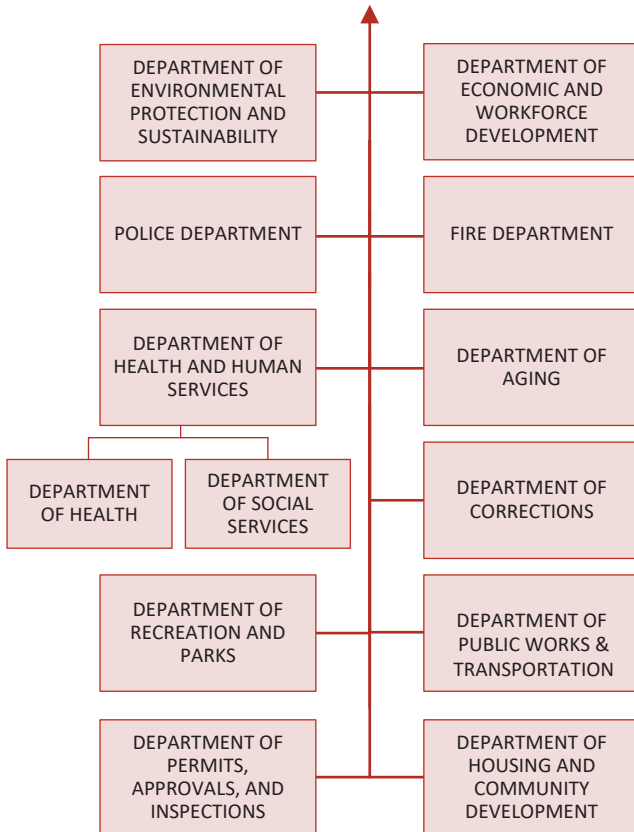 DEPARTMENT OF
ENVIRONMENTAL
PROTECTION AND
SUSTAINABILITY
DEPARTMENT OF
ECONOMIC AND
WORKFORCE
DEVELOPMENT
POLICE DEPARTMENT
FIRE DEPARTMENT
DEPARTMENT OF
HEALTH AND HUMAN
SERVICES
DEPARTMENT OF
AGING
DEPARTMENT
OF HEALTH
DEPARTMENT
OF SOCIAL
SERVICES
DEPARTMENT OF
CORRECTIONS
DEPARTMENT OF
RECREATION AND
PARKS
DEPARTMENT OF
PUBLIC WORKS &
TRANSPORTATION
DEPARTMENT OF
PERMITS,
APPROVALS, AND
INSPECTIONS
DEPARTMENT OF
HOUSING AND
COMMUNITY
DEVELOPMENT